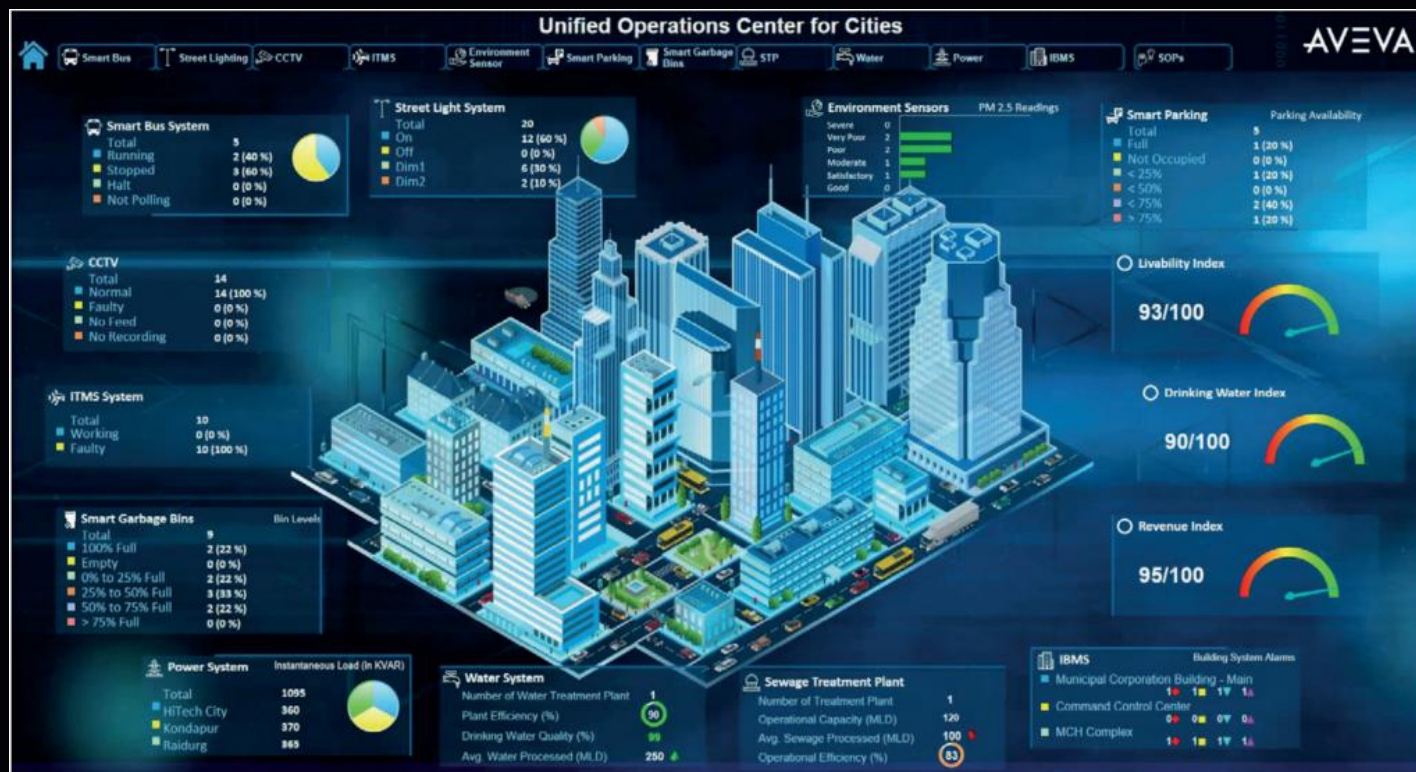 Unified Operations Center for Cities
AVEVA
Smart Bus Street Lighting CCTV ITMS Environment Sensor Smart Parking Smart Garbage Bins STP Water Power IBMS SOPs
Smart Bus System
Total 5
Running 2 (40 %)
Stopped 3 (60 %)
Halt 0 (0 %)
Not Polling 0 (0 %)
Street Light System
Total 20
On 12 (60 %)
Off 0 (0 %)
Dim1 6 (30 %)
Dim2 2 (10 %)
Environment Sensors PM 2.5 Readings
Severe 0
Very Poor 2
Poor 2
Moderate 1
Satisfactory 1
Good 0
Smart Parking Parking Availability
Total 5
Full 1 (20 %)
Not Occupied 0 (0 %)
< 25% 1 (20 %)
< 50% 0 (0 %)
< 75% 2 (40 %)
> 75% 1 (20 %)
CCTV
Total 14
Normal 14 (100 %)
Faulty 0 (0 %)
No Feed 0 (0 %)
No Recording 0 (0 %)
Livability Index
93/100
ITMS System
Total 10
Working 0 (0 %)
Faulty 10 (100 %)
Drinking Water Index
90/100
Smart Garbage Bins Bin Levels
Total 9
100% Full 2 (22 %)
Empty 0 (0 %)
0% to 25% Full 2 (22 %)
25% to 50% Full 3 (33 %)
50% to 75% Full 2 (22 %)
> 75% Full 0 (0 %)
Revenue Index
95/100
Power System Instantaneous Load (In KVAR)
Total 1095
HiTech City 360
Kondapur 370
Raidurg 365
Water System
Number of Water Treatment Plant 1
Plant Efficiency (%) 90
Drinking Water Quality (%) 99
Avg. Water Processed (MLD) 250
Sewage Treatment Plant
Number of Treatment Plant 1
Operational Capacity (MLD) 120
Avg. Sewage Processed (MLD) 100
Operational Efficiency (%) 83
IBMS Building System Alarms
Municipal Corporation Building - Main
1 1 1 1
Command Control Center
0 0 0 0
MCH Complex
1 1 1 1